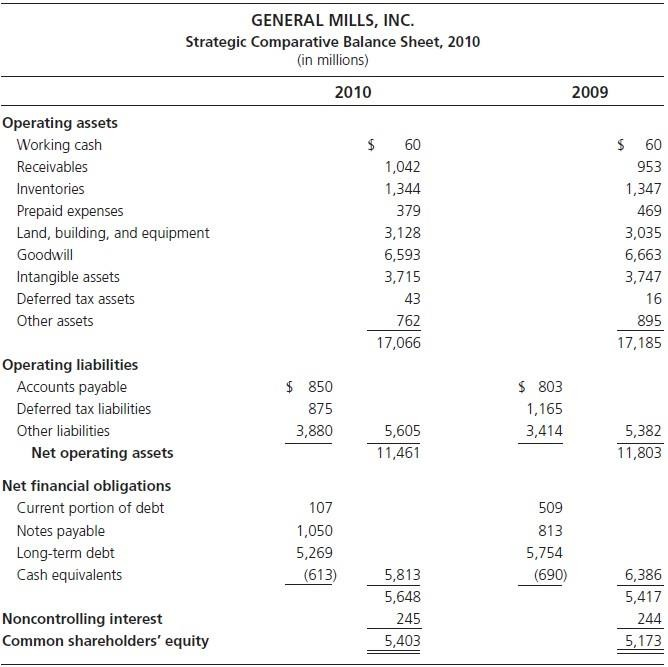 GENERAL MILLS, INC.
Strategic Comparative Balance Sheet, 2010
(in millions)
2010 2009
Operating assets
Working cash $ 60 $ 60
Receivables 1,042 953
Inventories 1,344 1,347
Prepaid expenses 379 469
Land, building, and equipment 3,128 3,035
Goodwill 6,593 6,663
Intangible assets 3,715 3,747
Deferred tax assets 43 16
Other assets 762 895
17,066 17,185
Operating liabilities
Accounts payable $ 850 $ 803
Deferred tax liabilities 875 1,165
Other liabilities 3,880 5,605 3,414 5,382
Net operating assets 11,461 11,803
Net financial obligations
Current portion of debt 107 509
Notes payable 1,050 813
Long-term debt 5,269 5,754
Cash equivalents (613) 5,813 (690) 6,386
5,648 5,417
Noncontrolling interest 245 244
Common shareholders’ equity 5,403 5,173